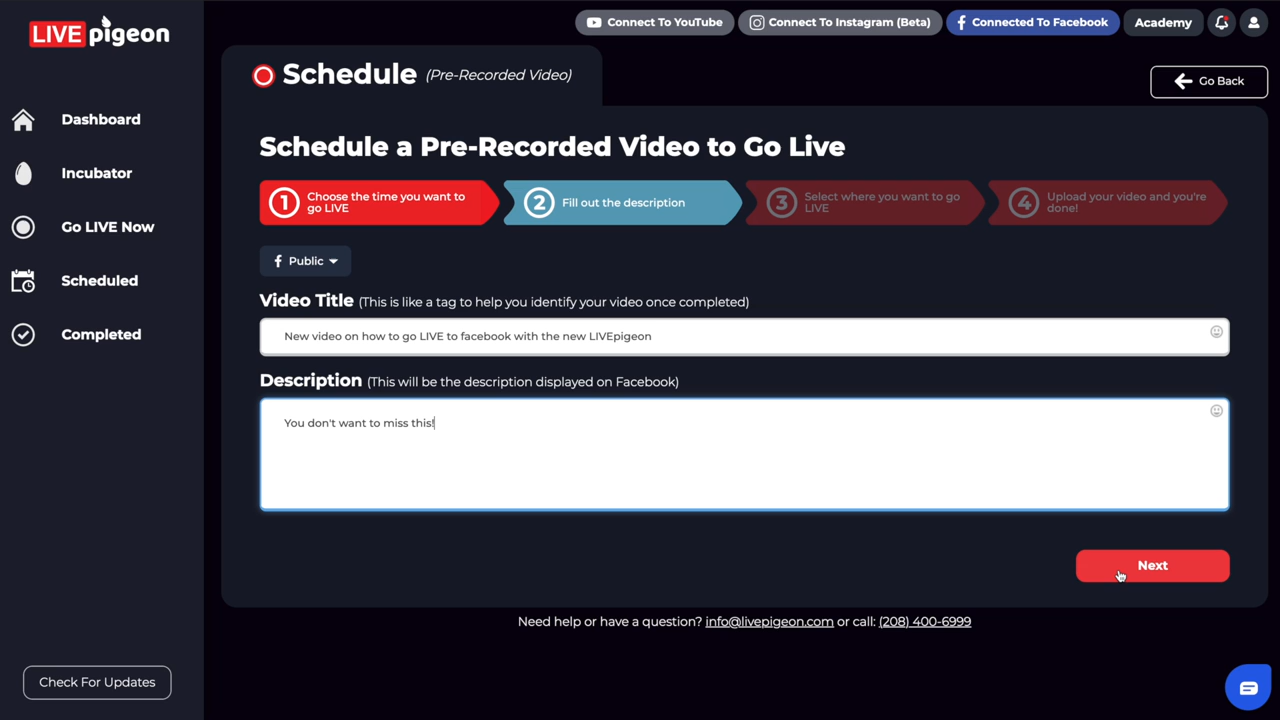 LIVE pigeon
Connect To YouTube
Connect To Instagram (Beta)
Connected To Facebook
Academy
Schedule (Pre-Recorded Video)
Go Back
Dashboard
Incubator
Go LIVE Now
Scheduled
Completed
Schedule a Pre-Recorded Video to Go Live
1 Choose the time you want to
go LIVE
2 Fill out the description
3 Select where you want to go
LIVE
4 Upload your video and you're
done!
Public
Video Title (This is like a tag to help you identify your video once completed)
New video on how to go LIVE to facebook with the new LIVEpigeon
Description (This will be the description displayed on Facebook)
You don't want to miss this!
Next
Need help or have a question? info@livepigeon.com or call: (208) 400-6999
Check For Updates